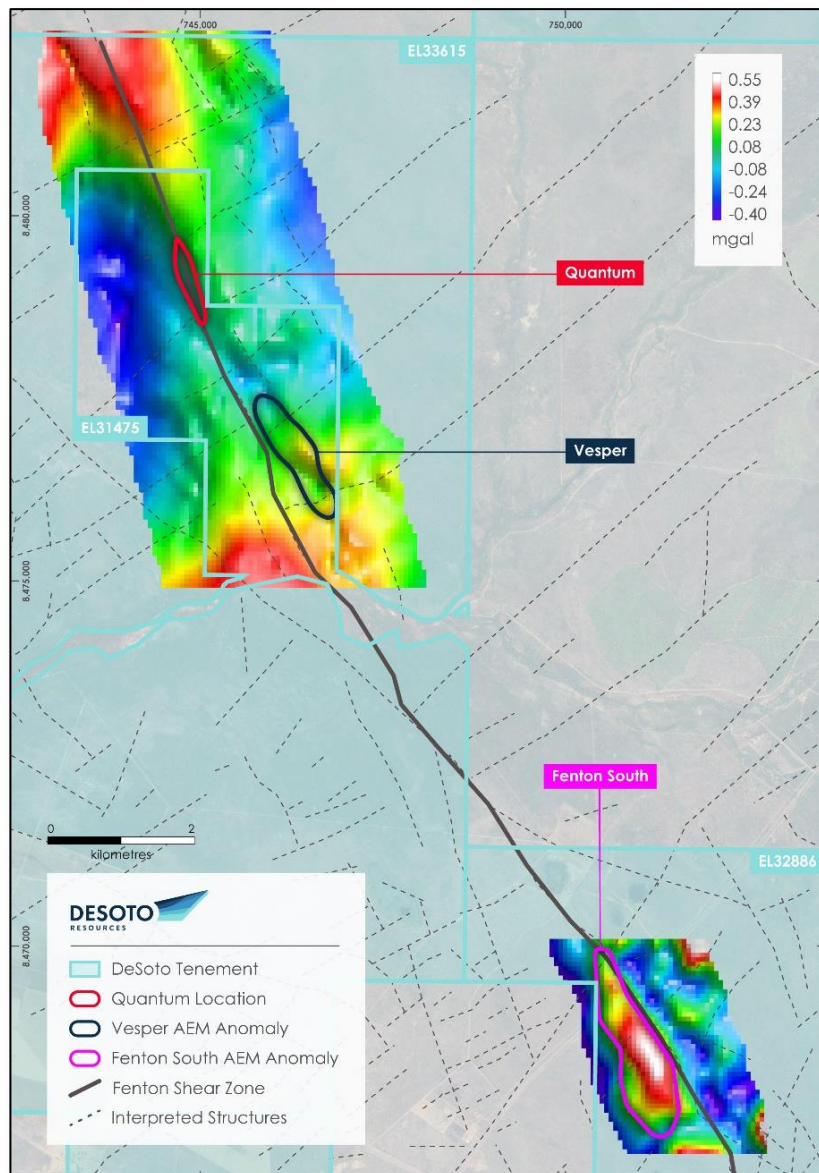 745,000
750,000
EL33615
0.55
0.39
0.23
0.08
-0.08
-0.24
-0.40
mgal
8,480,000
Quantum
EL31475
Vesper
8,475,000
Fenton South
0 2
kilometres
EL32886
8,470,000
DESOTO
RESOURCES
DeSoto Tenement
Quantum Location
Vesper AEM Anomaly
Fenton South AEM Anomaly
Fenton Shear Zone
Interpreted Structures